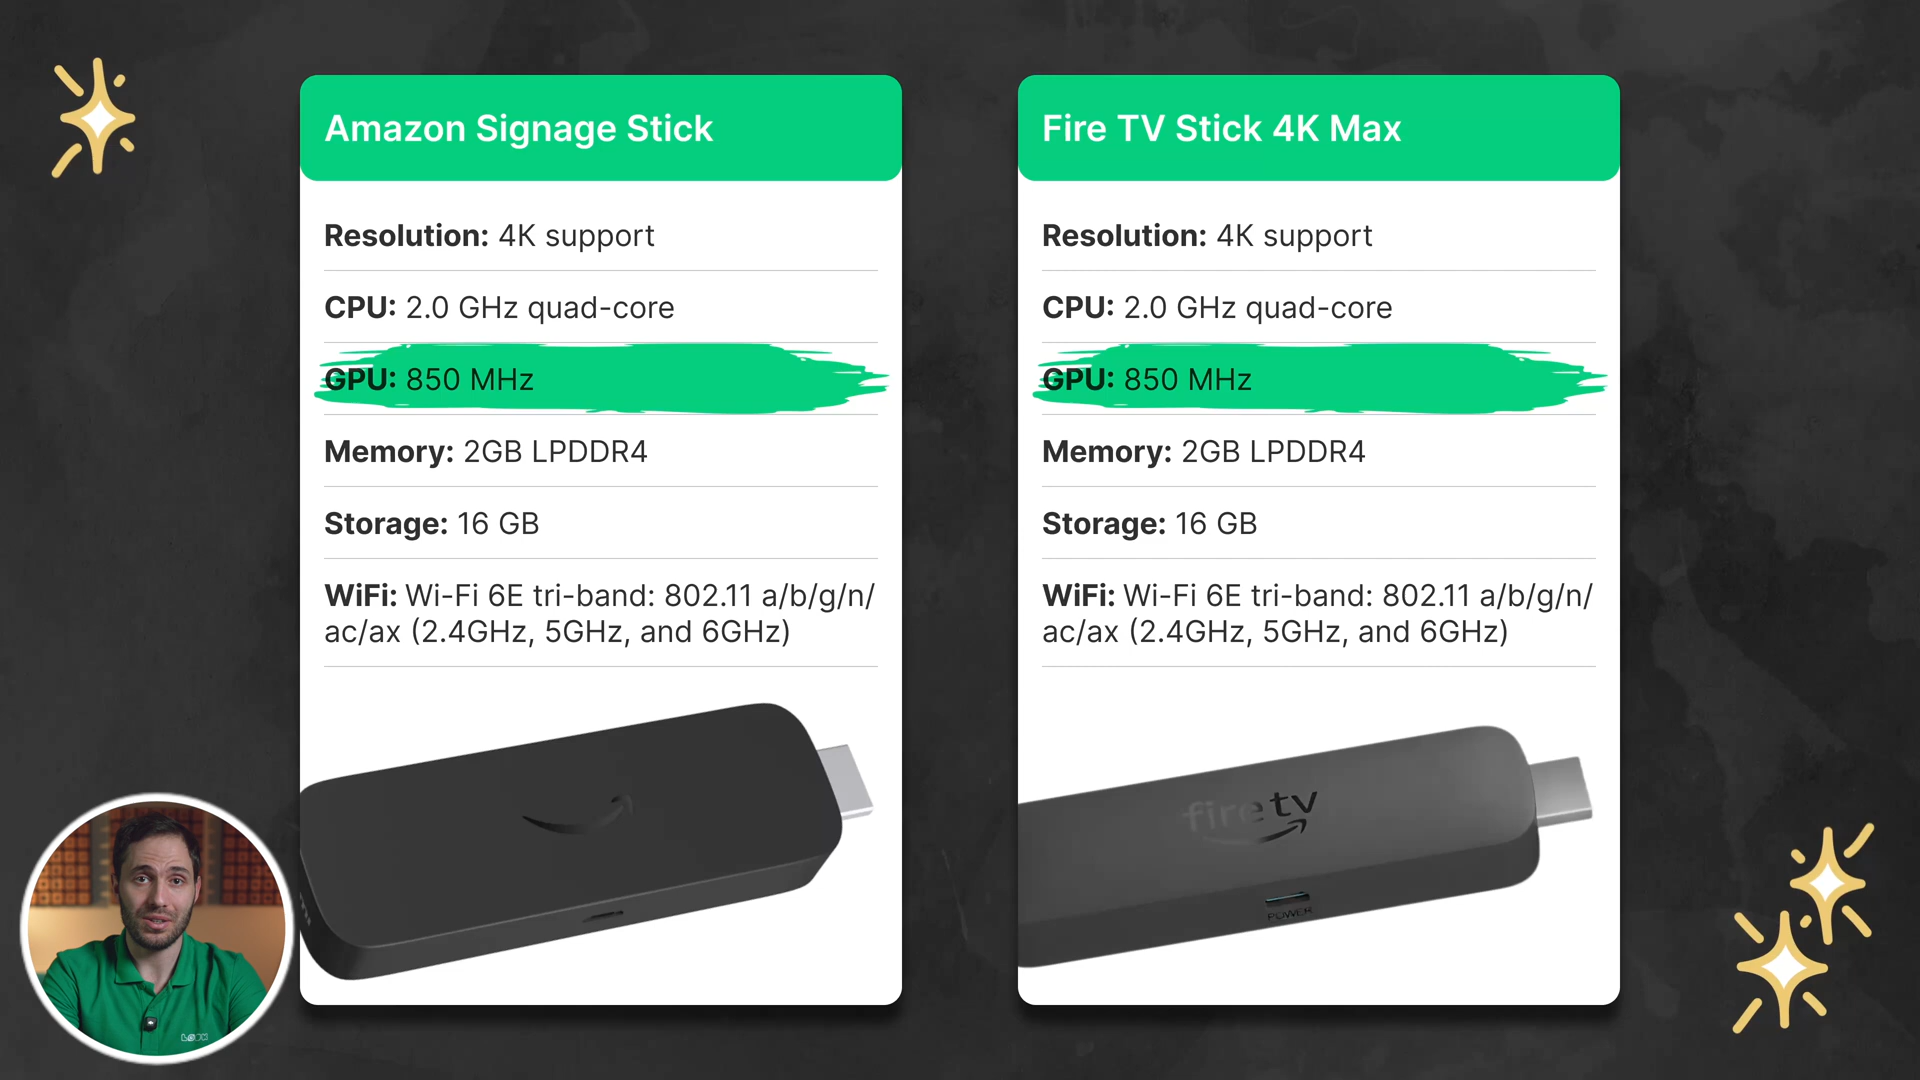 Amazon Signage Stick
Resolution: 4K support
CPU: 2.0 GHz quad-core
GPU: 850 MHz
Memory: 2GB LPDDR4
Storage: 16 GB
WiFi: Wi-Fi 6E tri-band: 802.11 a/b/g/n/
ac/ax (2.4GHz, 5GHz, and 6GHz)
Fire TV Stick 4K Max
Resolution: 4K support
CPU: 2.0 GHz quad-core
GPU: 850 MHz
Memory: 2GB LPDDR4
Storage: 16 GB
WiFi: Wi-Fi 6E tri-band: 802.11 a/b/g/n/
ac/ax (2.4GHz, 5GHz, and 6GHz)
fire tv
POWER